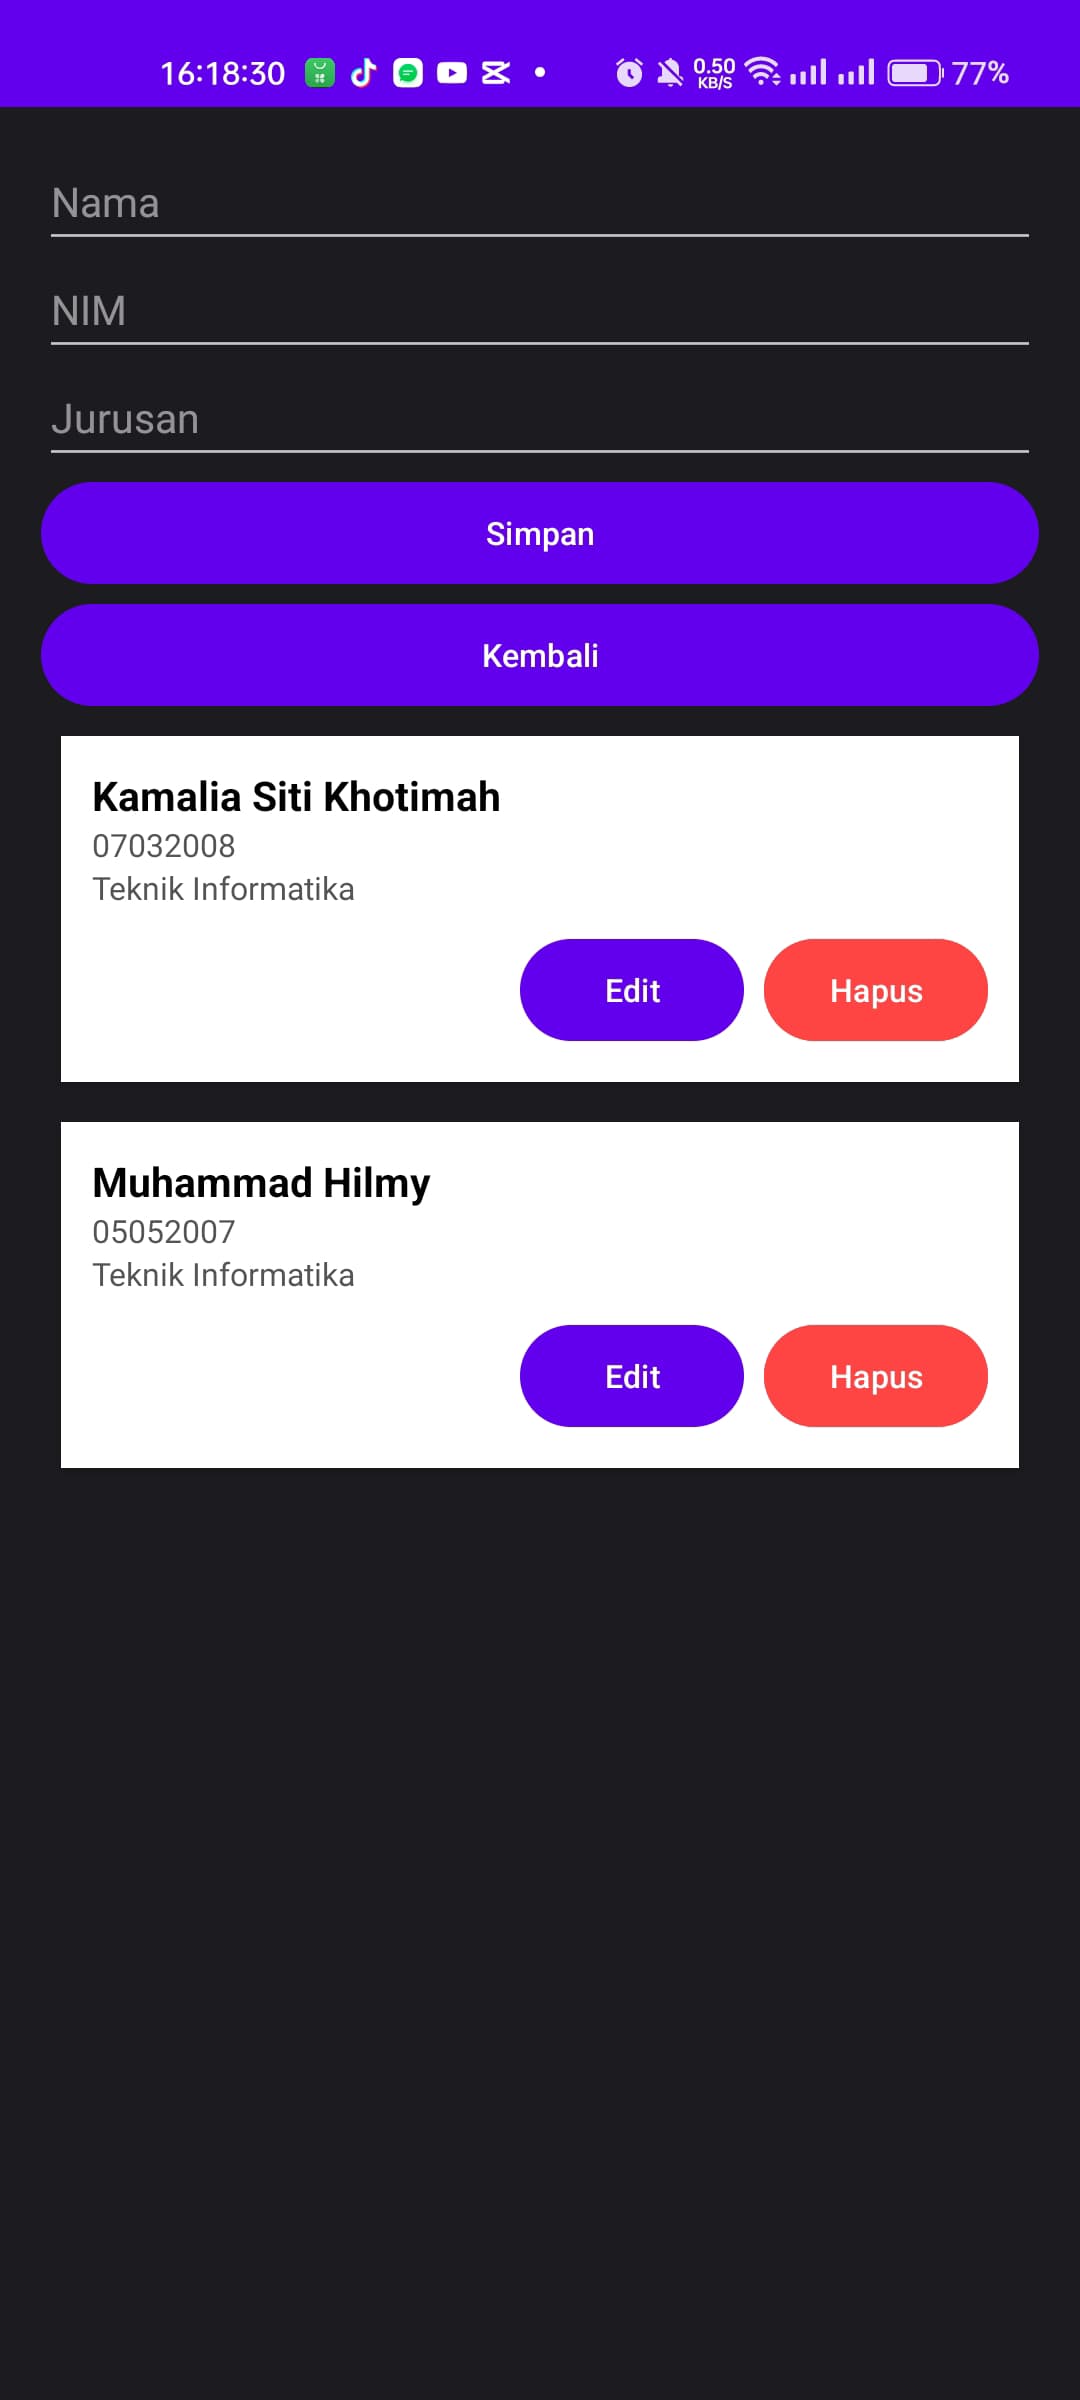 16:18:30 0.50 KB/S 77%
Nama
NIM
Jurusan
Simpan
Kembali
Kamalia Siti Khotimah
07032008
Teknik Informatika
Edit Hapus
Muhammad Hilmy
05052007
Teknik Informatika
Edit Hapus